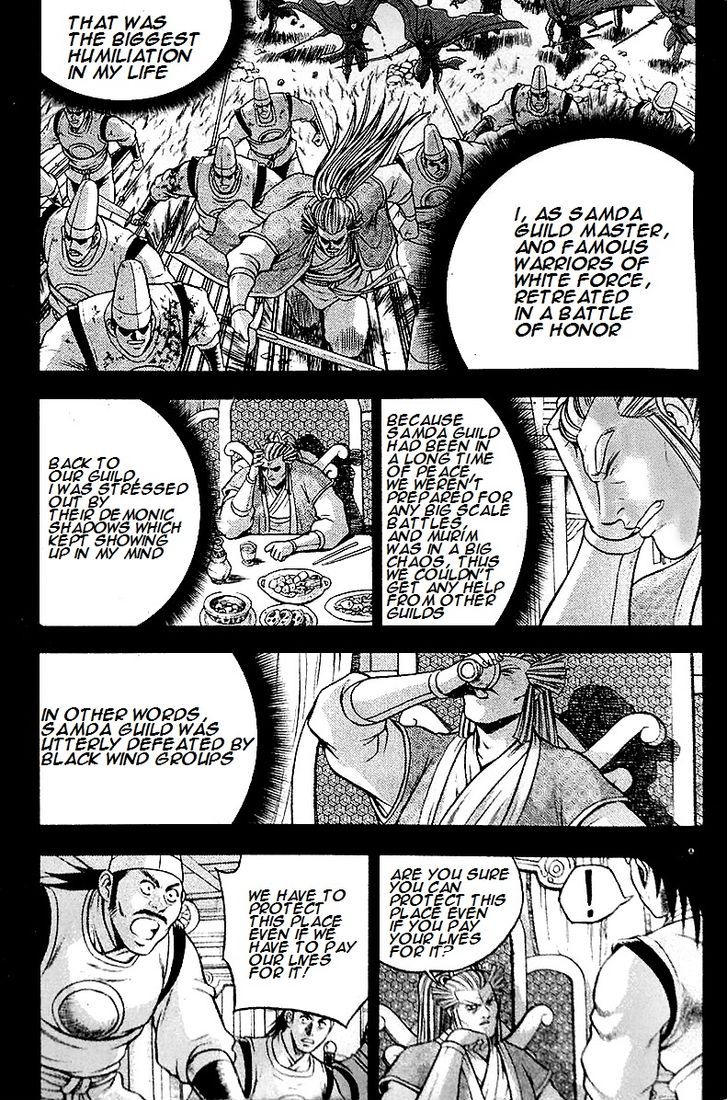 THAT WAS
THE BIGGEST
HUMILIATION
IN MY LIFE
I, AS SAMDA
GUILD MASTER,
AND FAMOUS
WARRIORS OF
WHITE FORCE,
RETREATED
IN A BATTLE
OF HONOR
BACK TO
OUR GUILD,
I WAS STRESSED
OUT BY
THEIR DEMONIC
SHADOWS WHICH
KEPT SHOWING
UP IN MY MIND
BECAUSE
SAMDA GUILD
HAD BEEN IN
A LONG TIME
OF PEACE,
WE WEREN'T
PREPARED FOR
ANY BIG SCALE
BATTLES,
AND MURIM
WAS IN A BIG
CHAOS, THUS
WE COULDN'T
GET ANY HELP
FROM OTHER
GUILDS
IN OTHER WORDS,
SAMDA GUILD WAS
UTTERLY DEFEATED BY
BLACK WIND GROUPS
WE HAVE TO
PROTECT
THIS PLACE
EVEN IF WE
HAVE TO PAY
OUR LIVES
FOR IT!
ARE YOU SURE
YOU CAN
PROTECT THIS
PLACE EVEN
IF YOU PAY
YOUR LIVES
FOR IT?
!